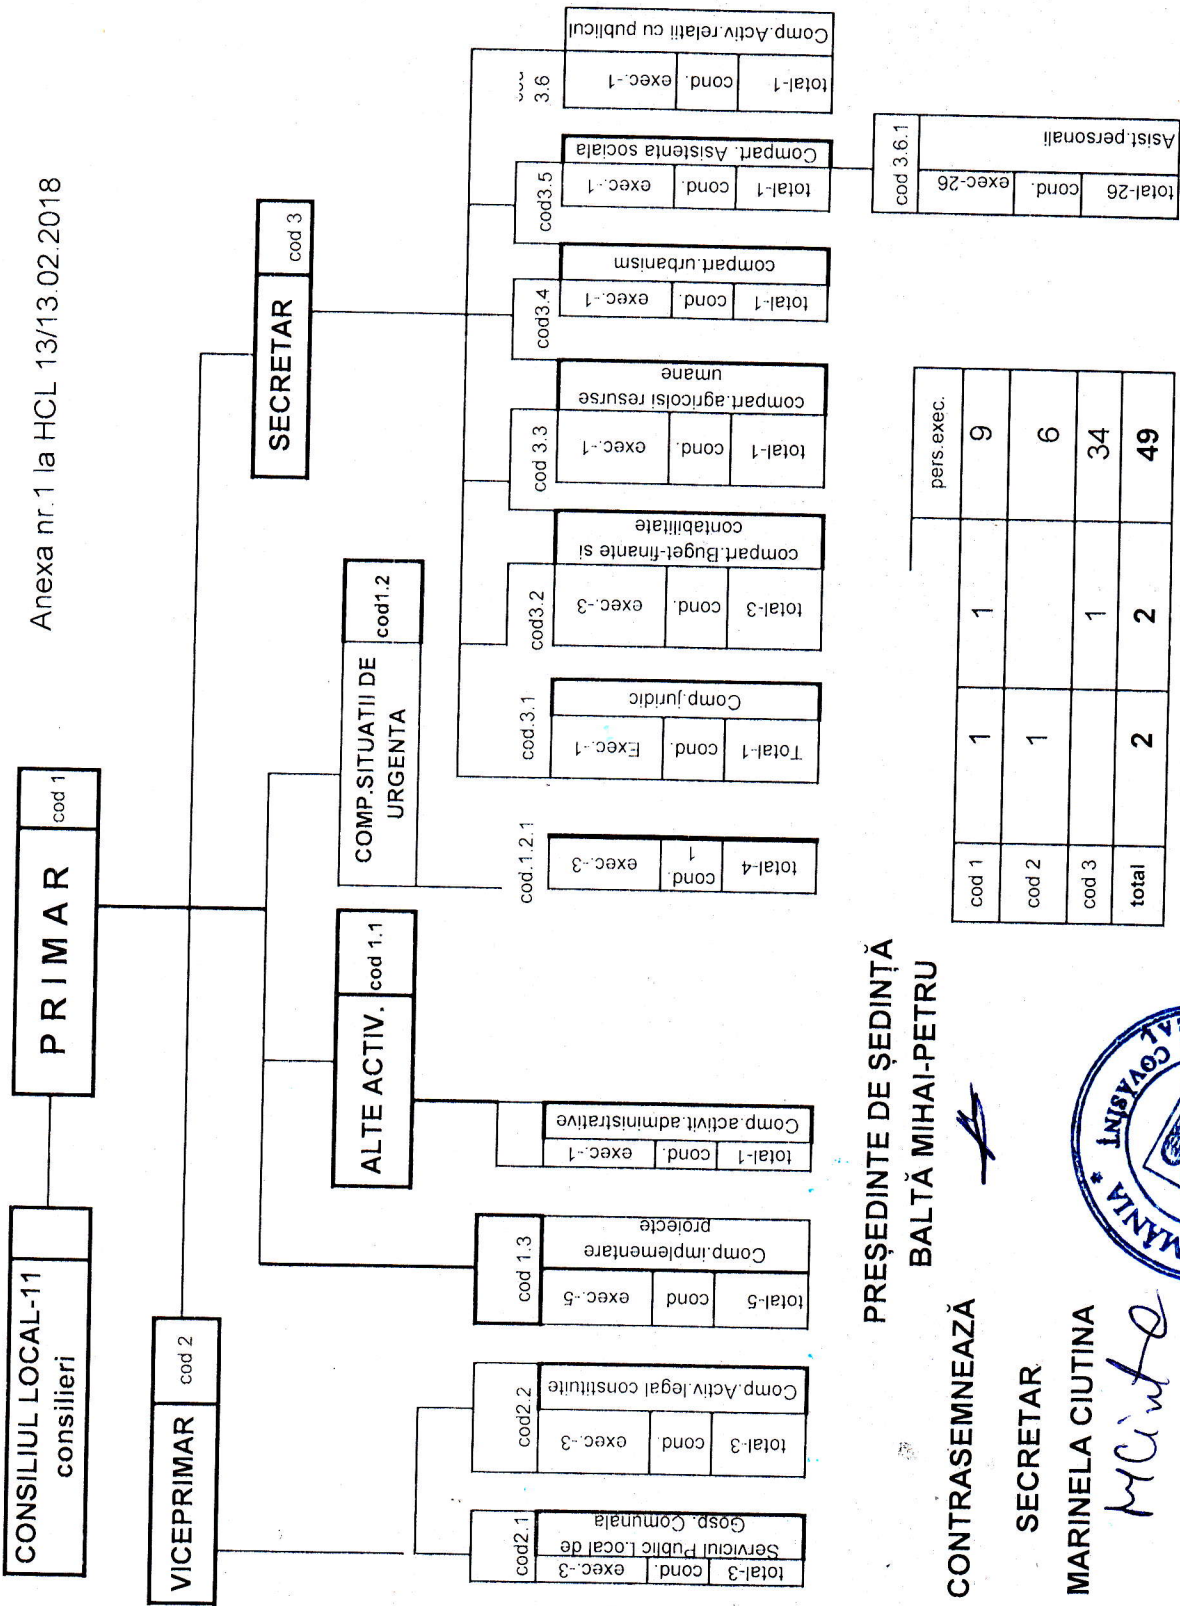 Anexa nr.1 la HCL 13/13.02.2018
CONSILIUL LOCAL-11
consilieri
PRIMAR
cod 1
VICEPRIMAR
cod 2
SECRETAR
cod 3
ALTE ACTIV.
cod 1.1
COMP.SITUATII DE
URGENTA
cod1.2
cod2.1
Serviciul Public Local de
Gosp. Comunala
total-3
cond.
exec.-3
cod2.2
Comp.Activ.legal constituite
total-3
cond.
exec.-3
cod 1.3
Comp.implementare
proiecte
total-5
cond
exec.-5
Comp.activit.administrative
total-1
cond.
exec.-1
cod.1.2.1
total-4
cond.
1
exec.-3
cod.3.1
Comp.juridic
Total-1
cond.
Exec.-1
cod3.2
compart.Buget-finante si
contabilitate
total-3
cond.
exec.-3
cod 3.3
compart.agricolsi resurse
umane
total-1
cond.
exec.-1
cod3.4
compart.urbanism
total-1
cond.
exec.-1
cod3.5
Compart. Asistenta sociala
total-1
cond.
exec.-1
3.6
Comp.Activ.relatii cu publicul
total-1
cond.
exec.-1
cod 3.6.1
Asist.personali
total-26
cond.
exec-26
pers.exec.
cod 1 1 1 9
cod 2 1 6
cod 3 1 34
total 2 2 49
PREȘEDINTE DE ȘEDINȚĂ
BALTĂ MIHAI-PETRU
CONTRASEMNEAZĂ
SECRETAR
MARINELA CIUTINA
COVĂSINȚ